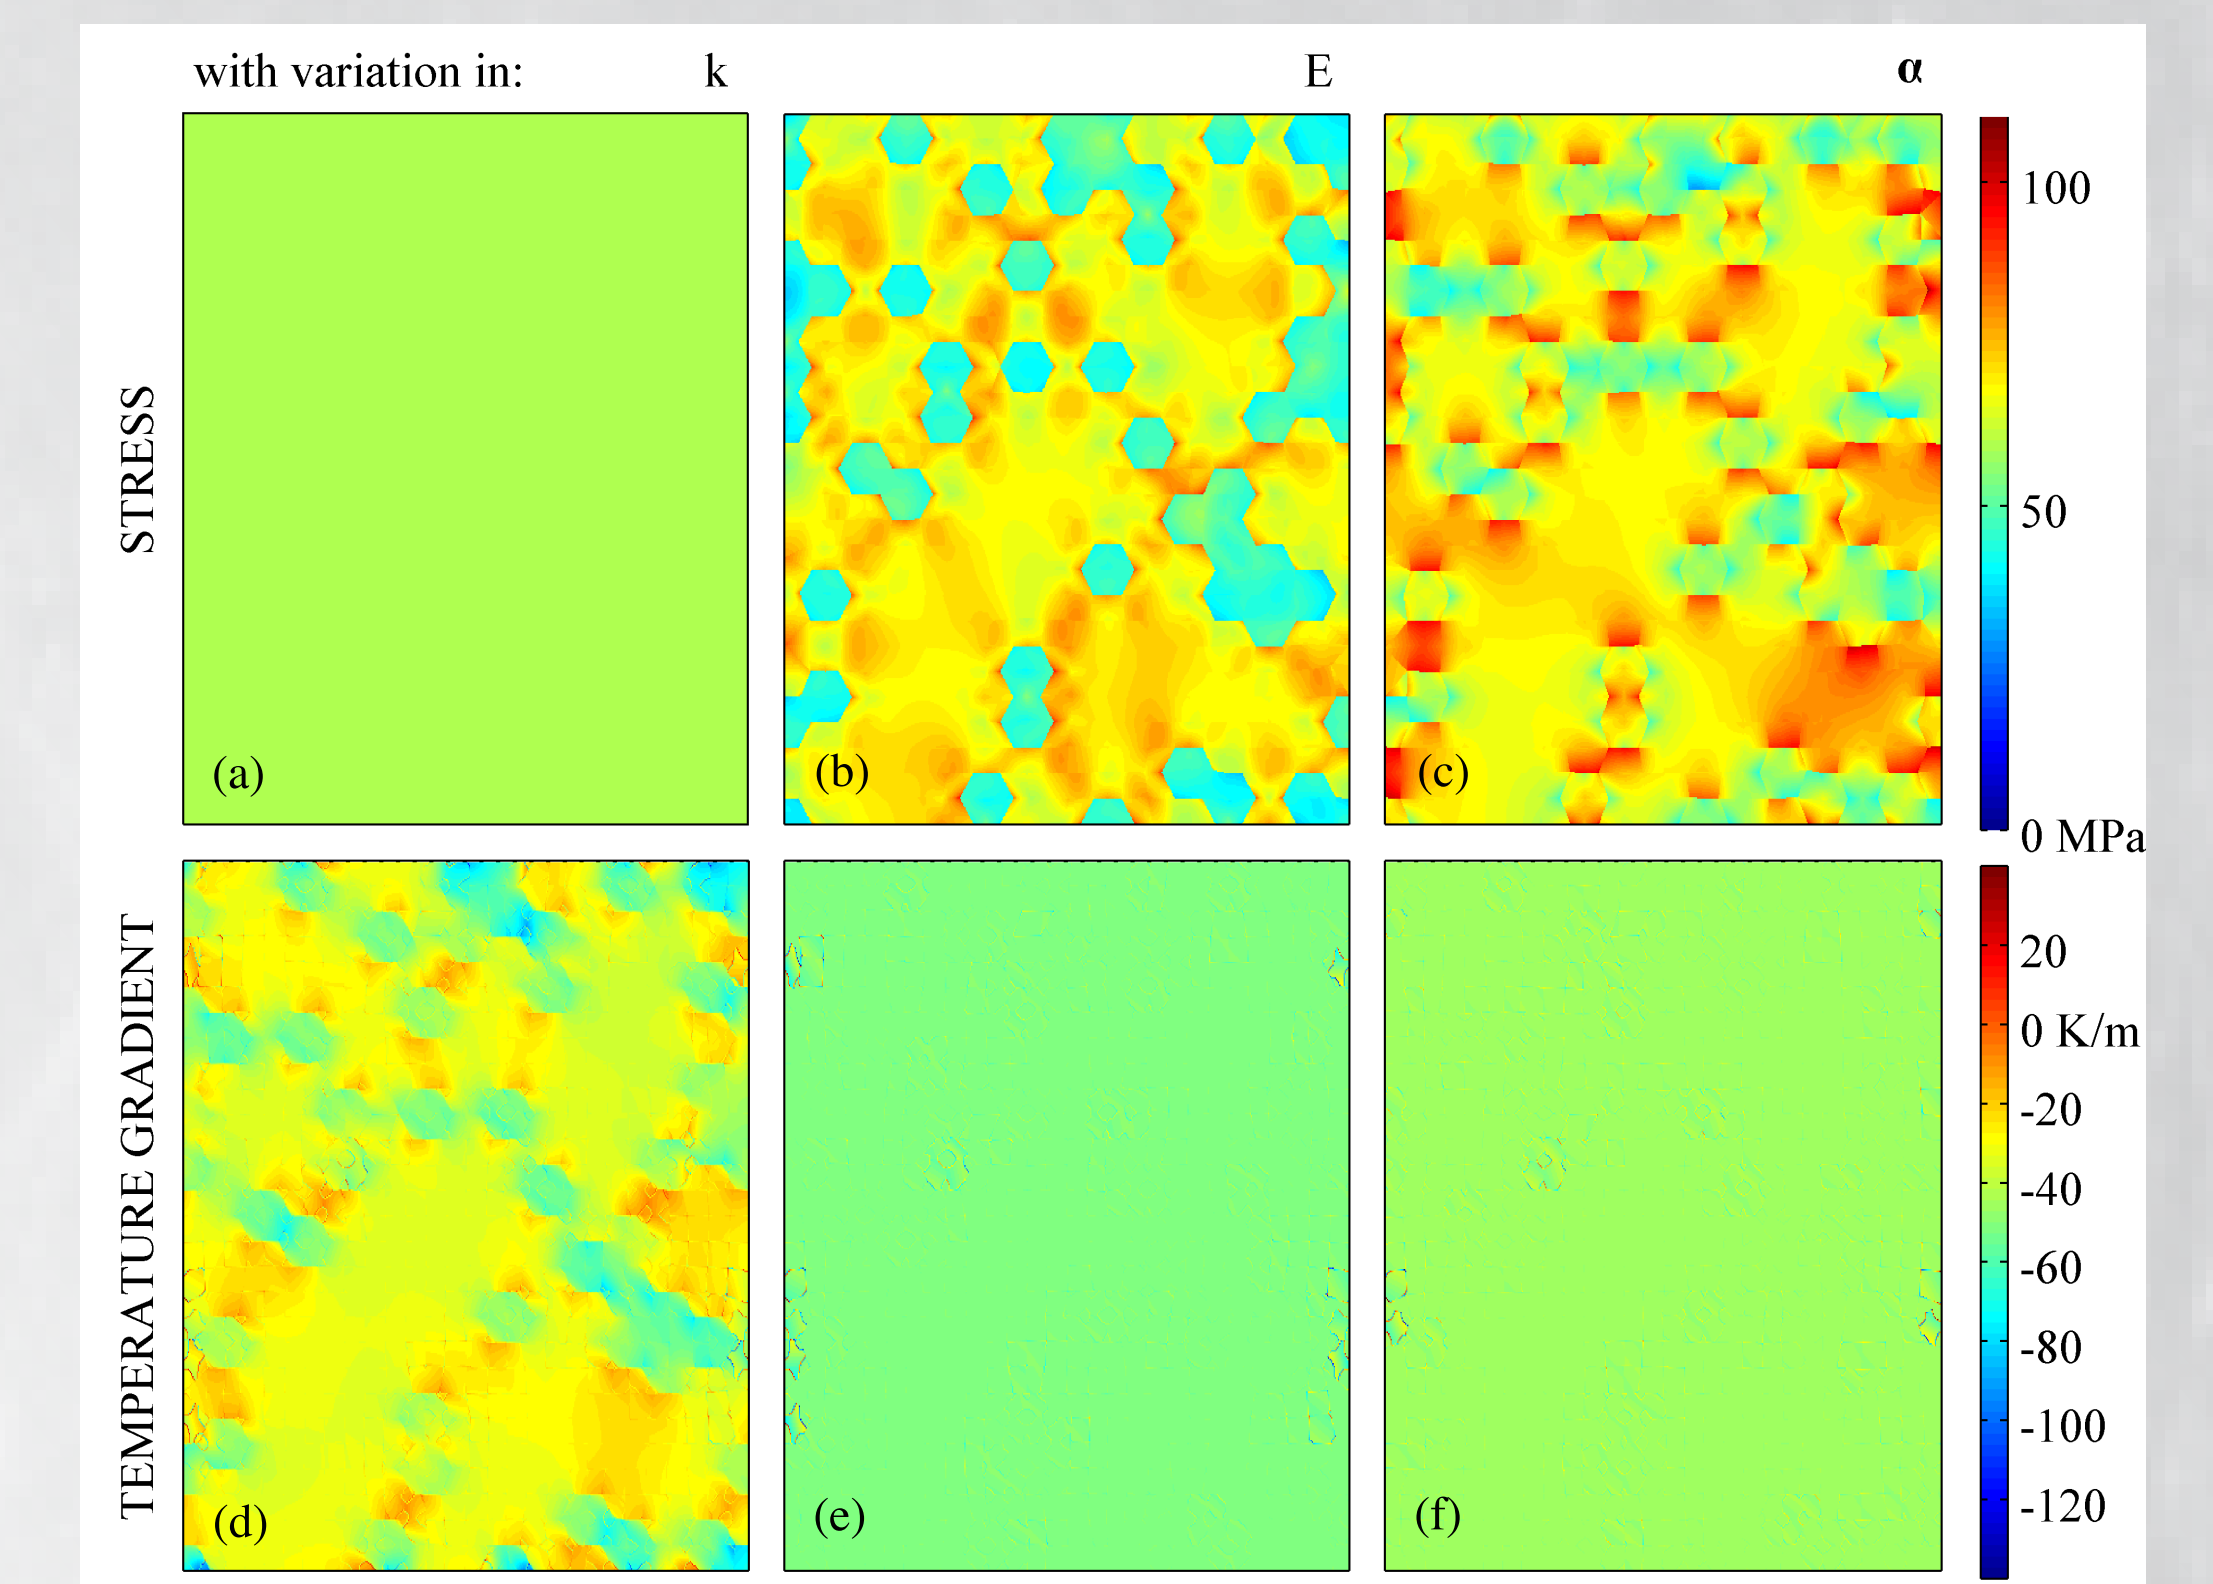 with variation in: k E α
STRESS
(a)
(b)
(c)
100
50
0 MPa
TEMPERATURE GRADIENT
(d)
(e)
(f)
20
0 K/m
-20
-40
-60
-80
-100
-120